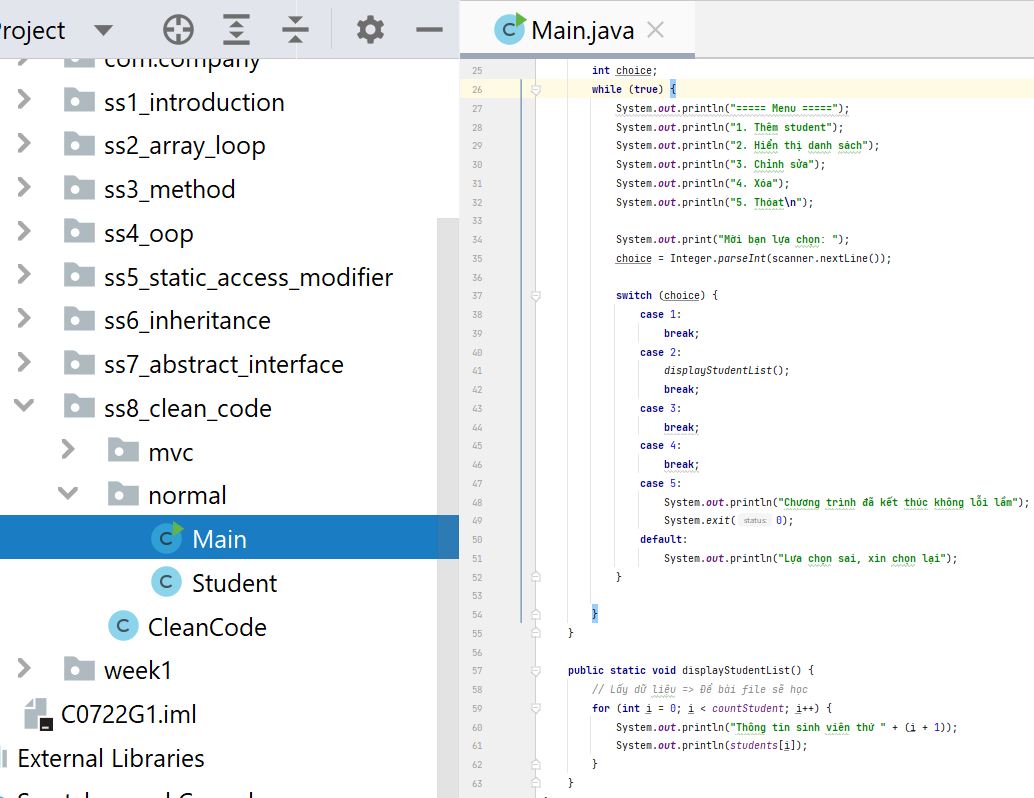 Project
Main.java
com.company
ss1_introduction
ss2_array_loop
ss3_method
ss4_oop
ss5_static_access_modifier
ss6_inheritance
ss7_abstract_interface
ss8_clean_code
mvc
normal
Main
Student
CleanCode
week1
C0722G1.iml
External Libraries
25 int choice;
26 while (true) {
27 System.out.println("===== Menu =====");
28 System.out.println("1. Thêm student");
29 System.out.println("2. Hiển thị danh sách");
30 System.out.println("3. Chỉnh sửa");
31 System.out.println("4. Xóa");
32 System.out.println("5. Thóat\n");
33
34 System.out.print("Mời bạn lựa chọn: ");
35 choice = Integer.parseInt(scanner.nextLine());
36
37 switch (choice) {
38 case 1:
39 break;
40 case 2:
41 displayStudentList();
42 break;
43 case 3:
44 break;
45 case 4:
46 break;
47 case 5:
48 System.out.println("Chương trình đã kết thúc không lỗi lầm");
49 System.exit( status: 0);
50 default:
51 System.out.println("Lựa chọn sai, xin chọn lại");
52 }
53
54 }
55 }
56
57 public static void displayStudentList() {
58 // Lấy dữ liệu => Để bài file sẽ học
59 for (int i = 0; i < countStudent; i++) {
60 System.out.println("Thông tin sinh viên thứ " + (i + 1));
61 System.out.println(students[i]);
62 }
63 }